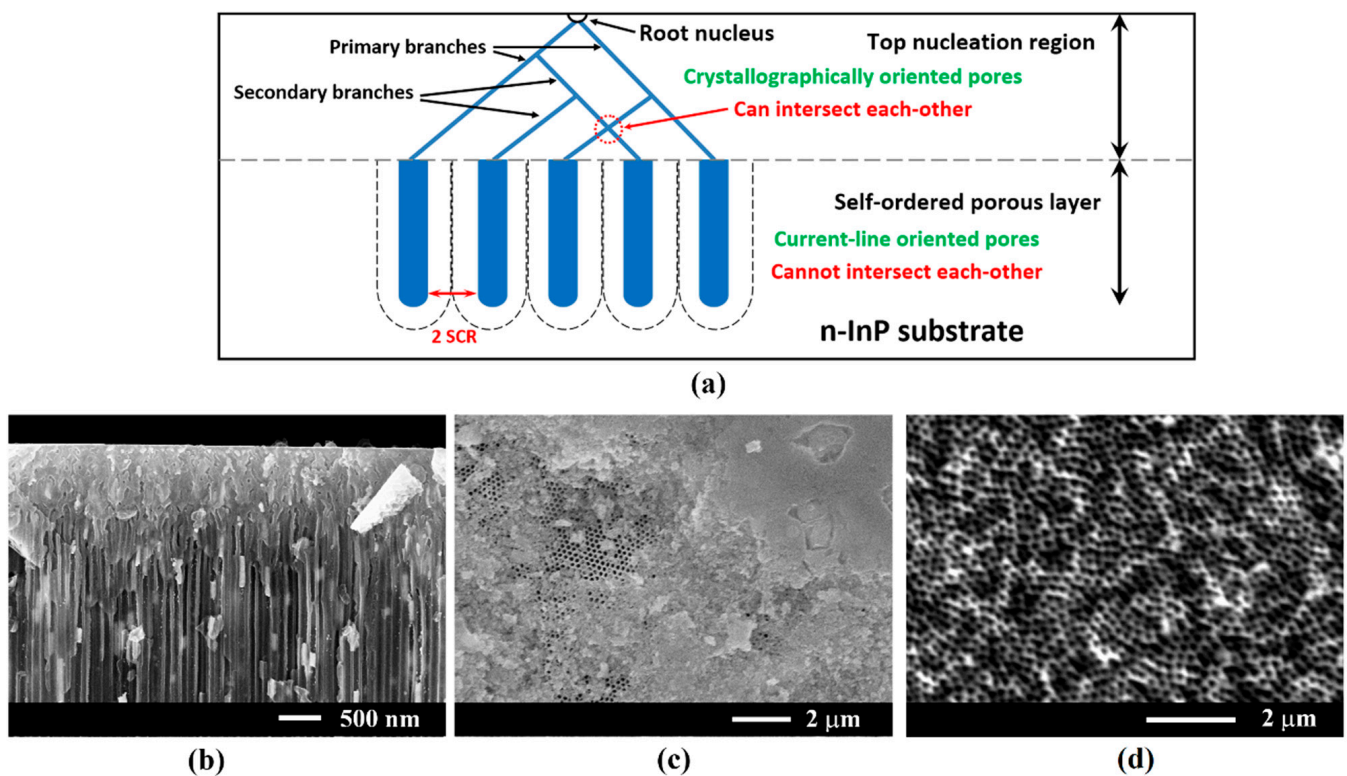 Root nucleus
Primary branches
Top nucleation region
Crystallographically oriented pores
Secondary branches
Can intersect each-other
Self-ordered porous layer
Current-line oriented pores
Cannot intersect each-other
2 SCR
n-InP substrate
(a)
500 nm
2 μm
2 μm
(b)
(c)
(d)